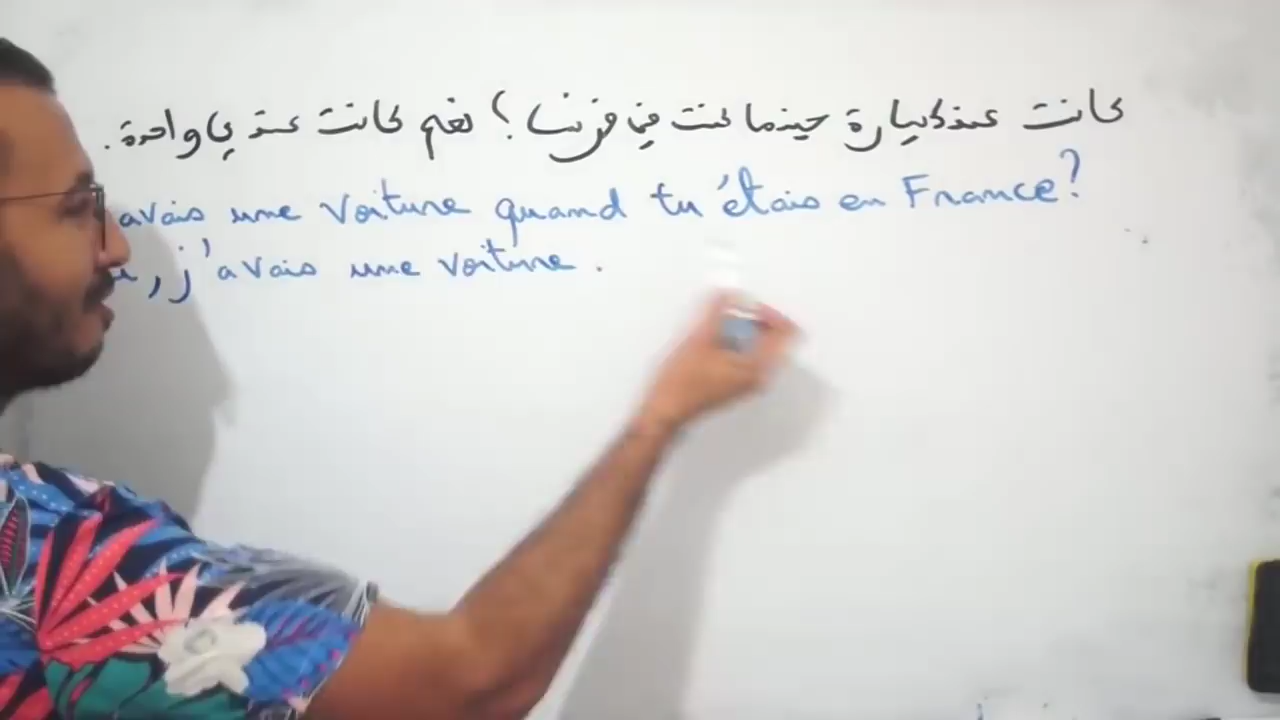 كانت عندك سيارة حينما كنت في فرنسا؟ نعم كانت عندي واحدة.
avais une voiture quand tu étais en France?
, j'avais une voiture.